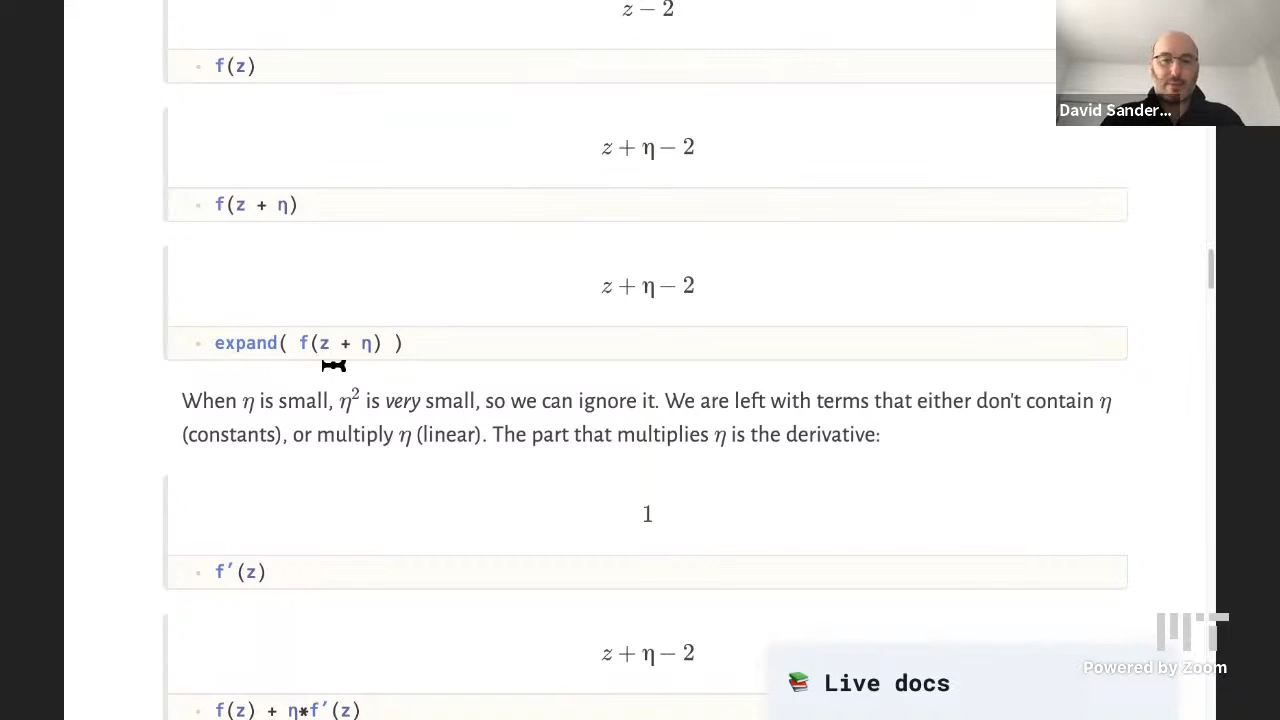 z − 2
f(z)
David Sander...
z + η − 2
f(z + η)
z + η − 2
expand( f(z + η) )
When η is small, η² is very small, so we can ignore it. We are left with terms that either don't contain η
(constants), or multiply η (linear). The part that multiplies η is the derivative:
1
f′(z)
z + η − 2
f(z) + η*f′(z)
Live docs
MIT
Powered by Zoom